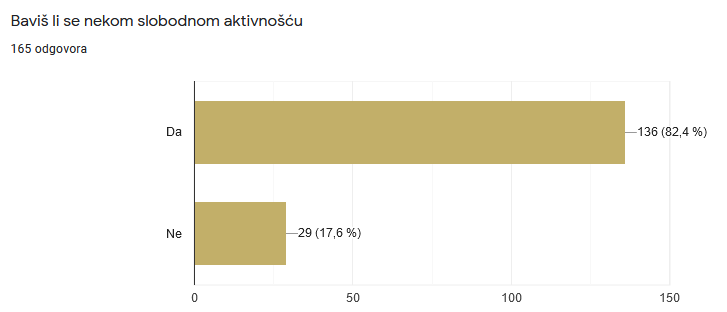 Baviš li se nekom slobodnom aktivnošću
165 odgovora
Da
136 (82,4 %)
Ne
29 (17,6 %)
0
50
100
150